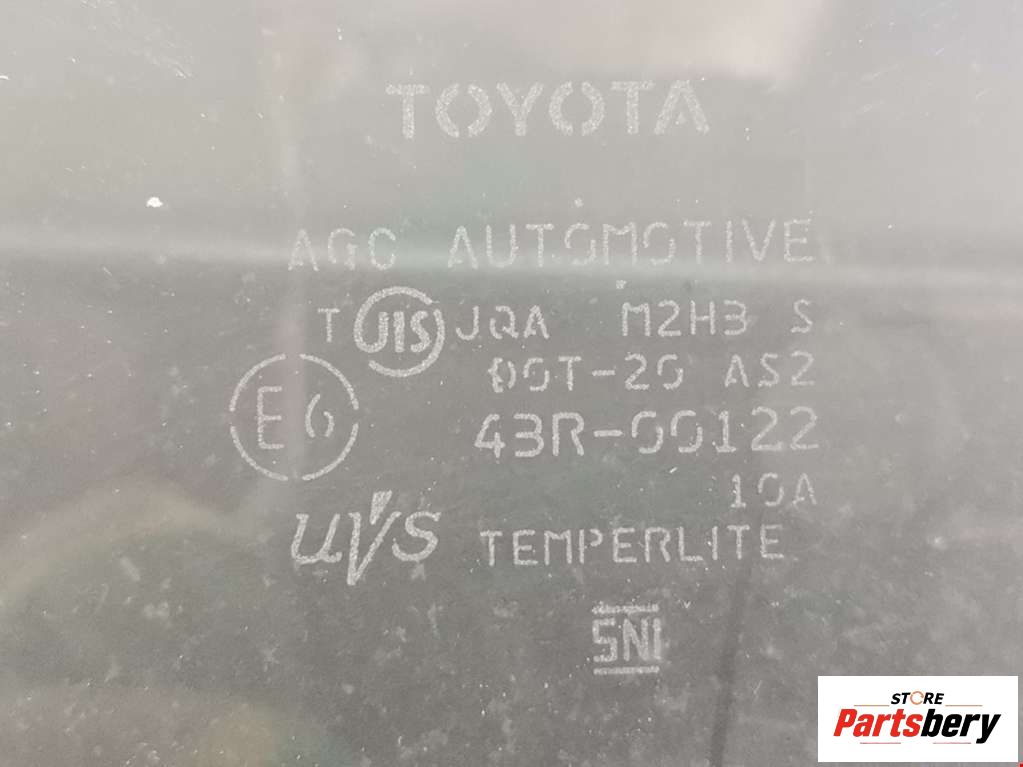 TOYOTA
AGC AUTOMOTIVE
T JIS JQA M2H3 S
DOT-20 AS2
E6 43R-00122
10A
UVS TEMPERLITE
SNI
STORE
Partsbery